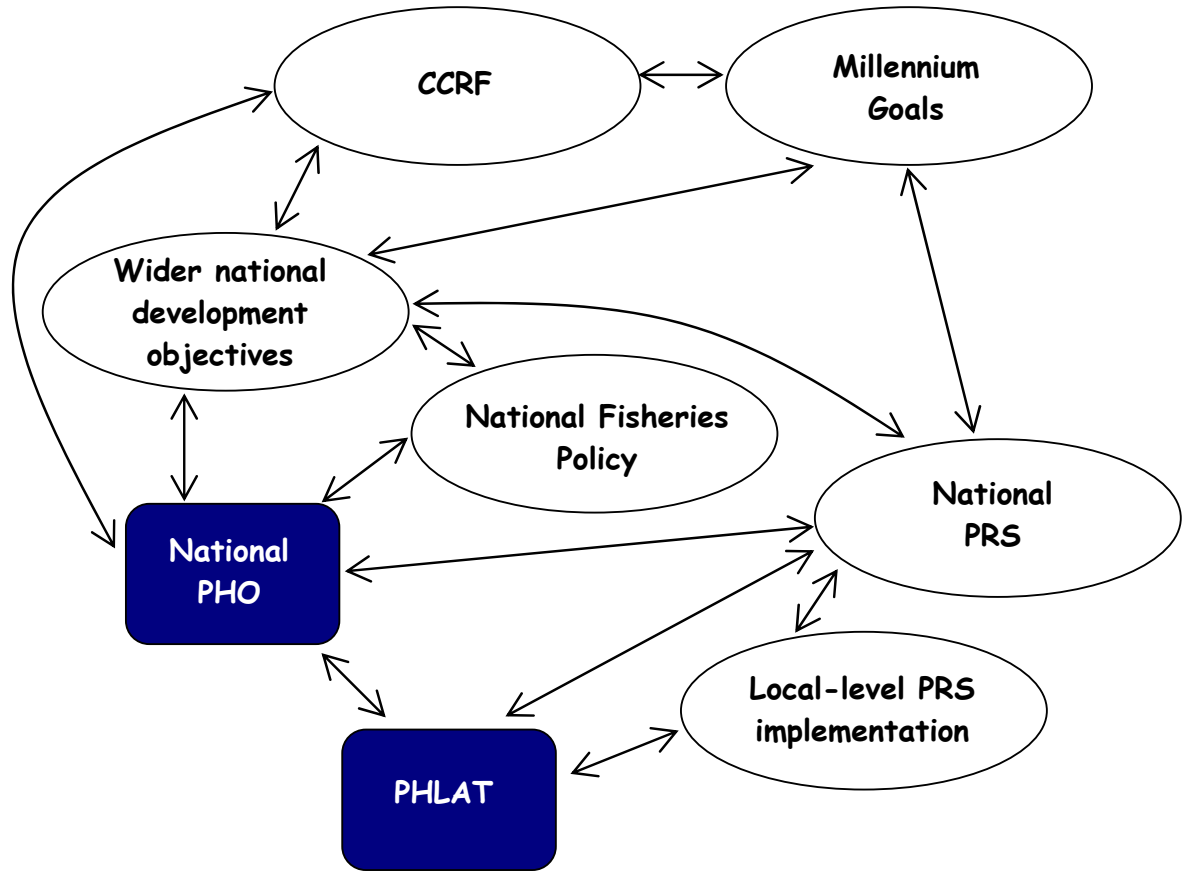 CCRF
Millennium
Goals
Wider national
development
objectives
National Fisheries
Policy
National
PRS
National
PHO
Local-level PRS
implementation
PHLAT